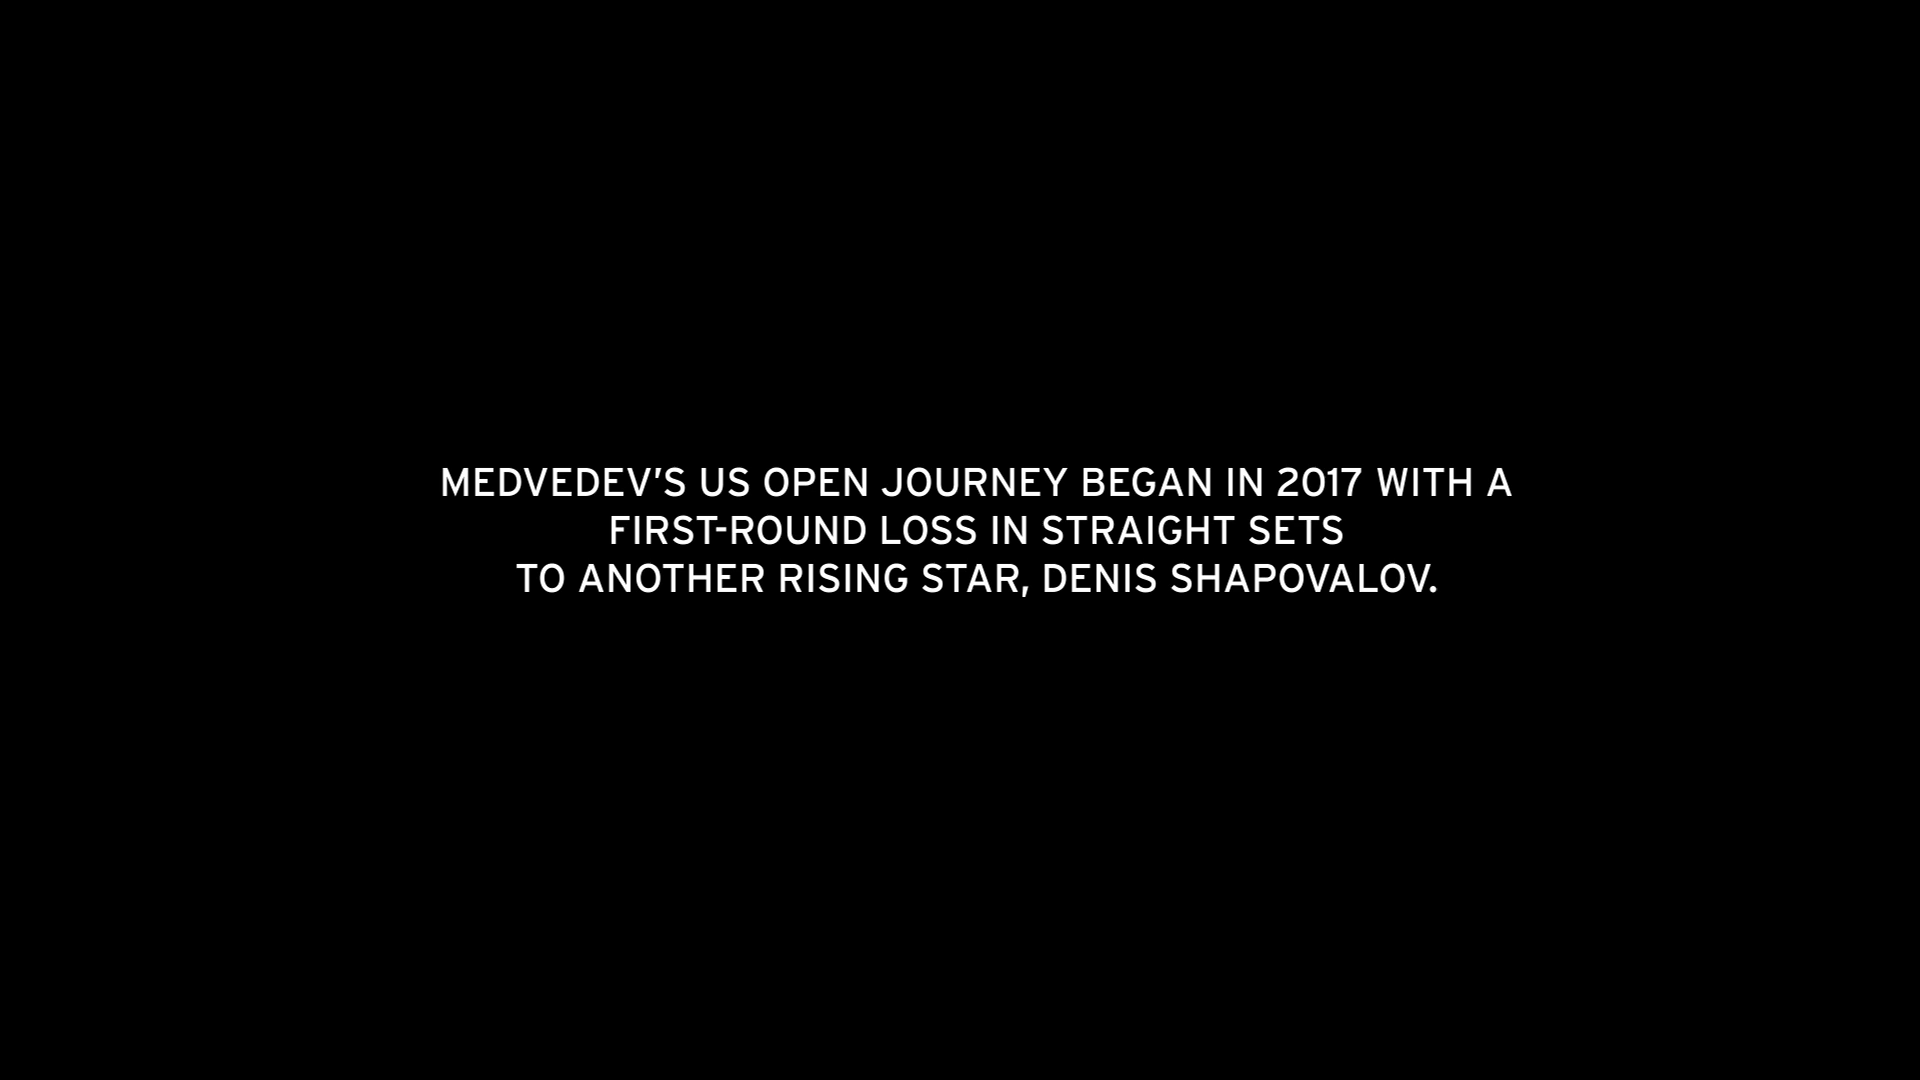 MEDVEDEV'S US OPEN JOURNEY BEGAN IN 2017 WITH A
FIRST-ROUND LOSS IN STRAIGHT SETS
TO ANOTHER RISING STAR, DENIS SHAPOVALOV.